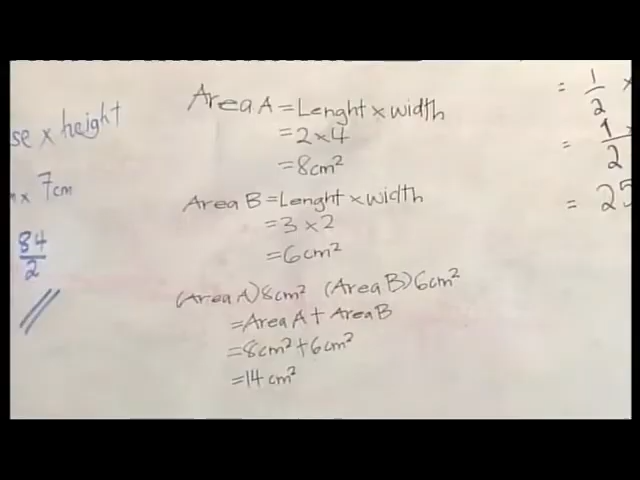 se x height
x 7cm
84
2
Area A = Lenght x width
= 2 x 4
= 8cm²
Area B = Lenght x width
= 3 x 2
= 6cm²
(Area A) 8cm² (Area B) 6cm²
= Area A + Area B
= 8cm² + 6cm²
= 14 cm²
= 1/2 x
= 1/2 x
= 25